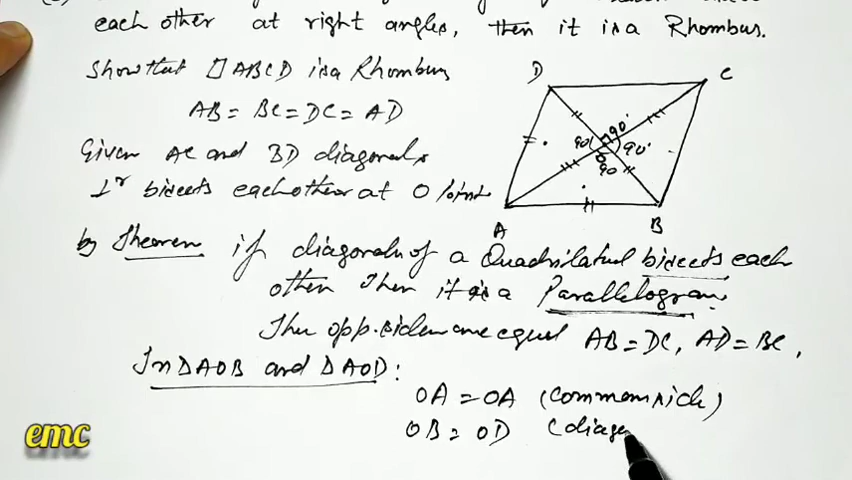 each other at right angles, then it is a Rhombus.
Show that □ABCD is a Rhombus
AB = BC = DC = AD
Given AC and BD diagonals
⊥r bisects each other at O point
D
C
90°
90
90°
90
A
B
by Theorem if diagonals of a Quadrilateral bisects each
other then it is a Parallelogram.
Then opp. sides are equal AB = DC, AD = BC,
In ΔAOB and ΔAOD:
OA = OA (common side)
OB = OD (diago
emc